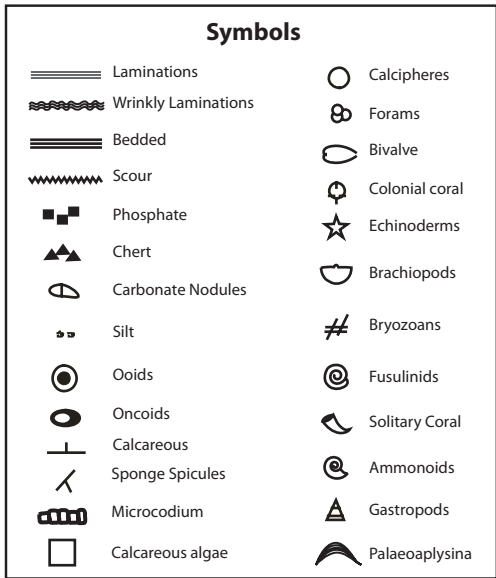 Symbols
Laminations
Wrinkly Laminations
Bedded
Scour
Phosphate
Chert
Carbonate Nodules
Silt
Ooids
Oncoids
Calcareous
Sponge Spicules
Microcodium
Calcareous algae
Calcipheres
Forams
Bivalve
Colonial coral
Echinoderms
Brachiopods
Bryozoans
Fusulinids
Solitary Coral
Ammonoids
Gastropods
Palaeoaplysina